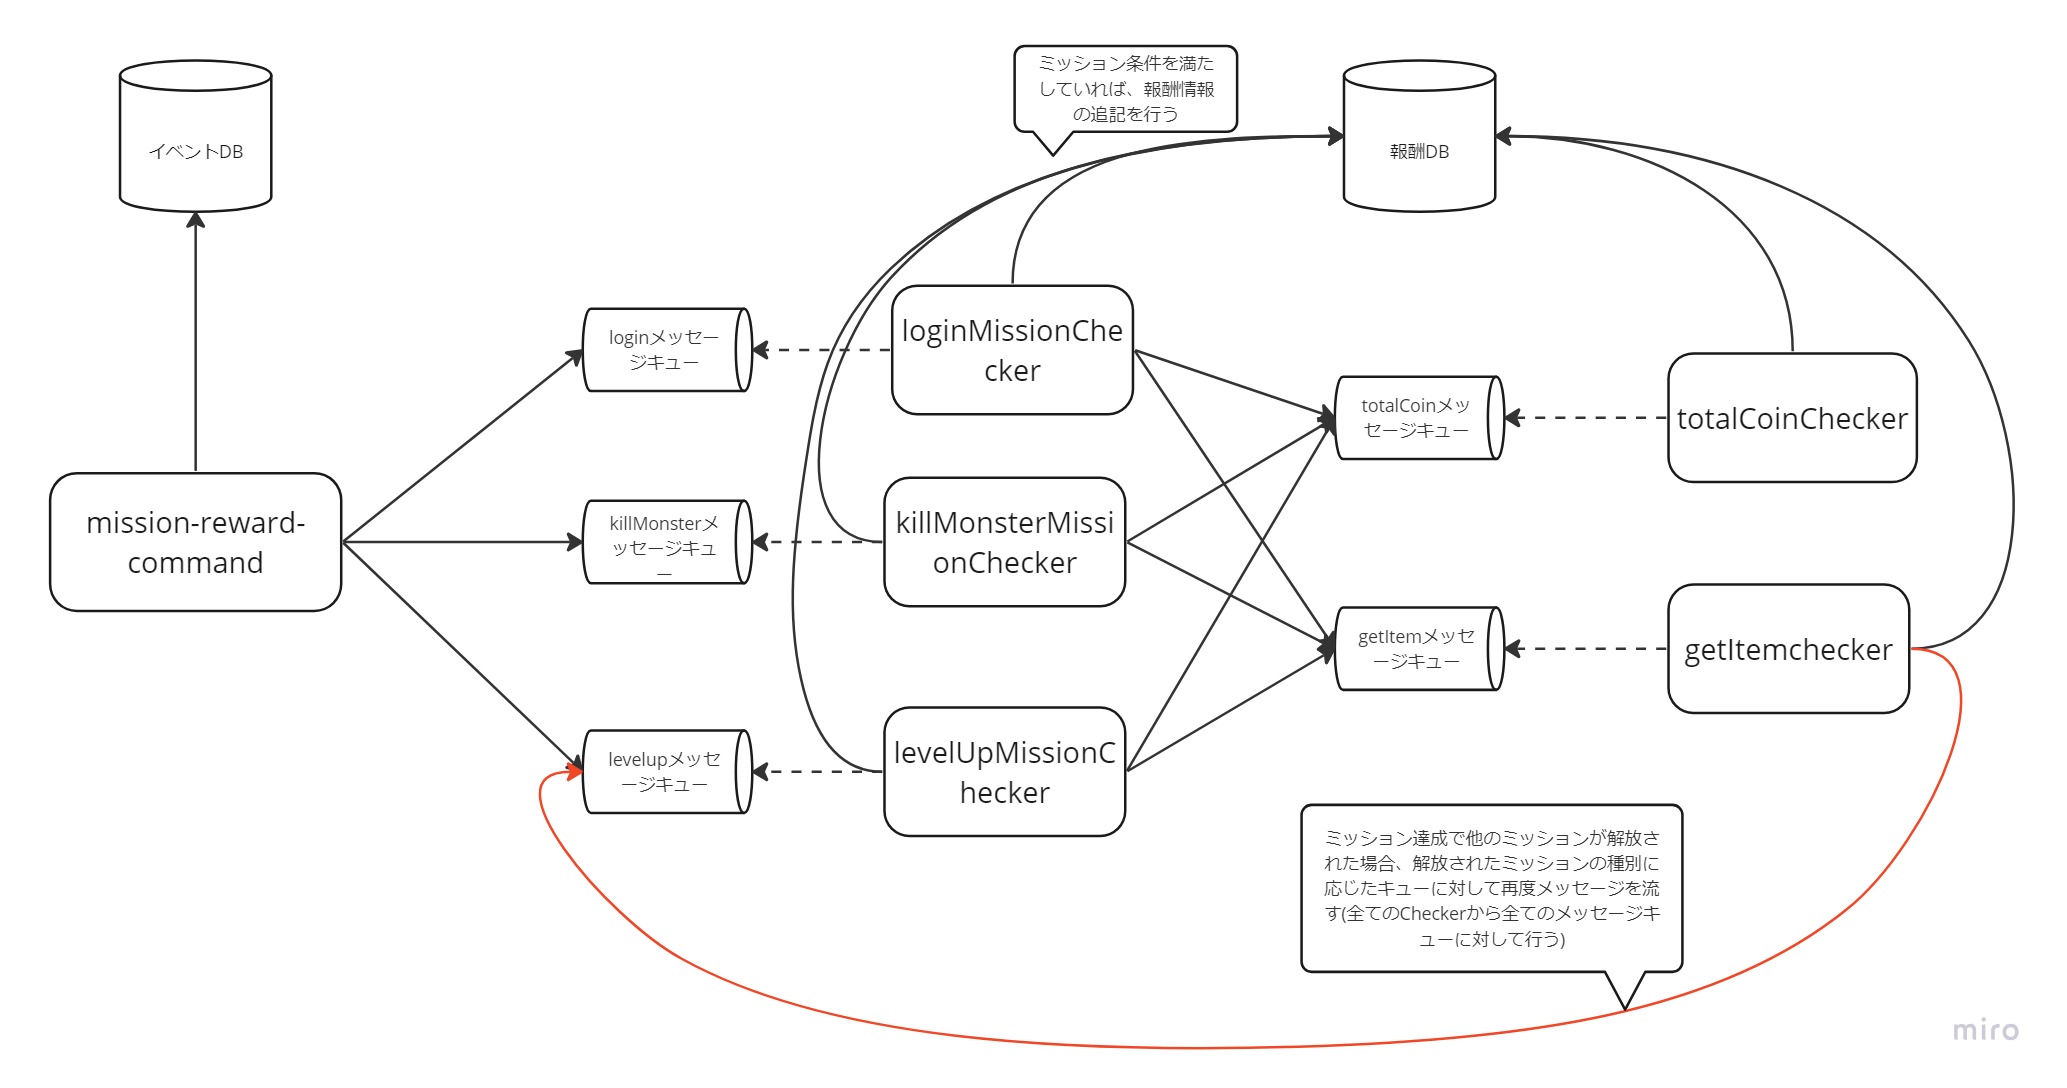 ミッション条件を満た
していれば、報酬情報
の追記を行う
イベントDB
報酬DB
loginメッセー
ジキュー
loginMissionChe
cker
totalCoinメッ
セージキュー
totalCoinChecker
mission-reward-
command
killMonsterメ
ッセージキュ
ー
killMonsterMissi
onChecker
getItemメッセ
ージキュー
getItemchecker
levelupメッセ
ージキュー
levelUpMissionC
hecker
ミッション達成で他のミッションが解放さ
れた場合、解放されたミッションの種別に
応じたキューに対して再度メッセージを流
す(全てのCheckerから全てのメッセージキ
ューに対して行う)
miro